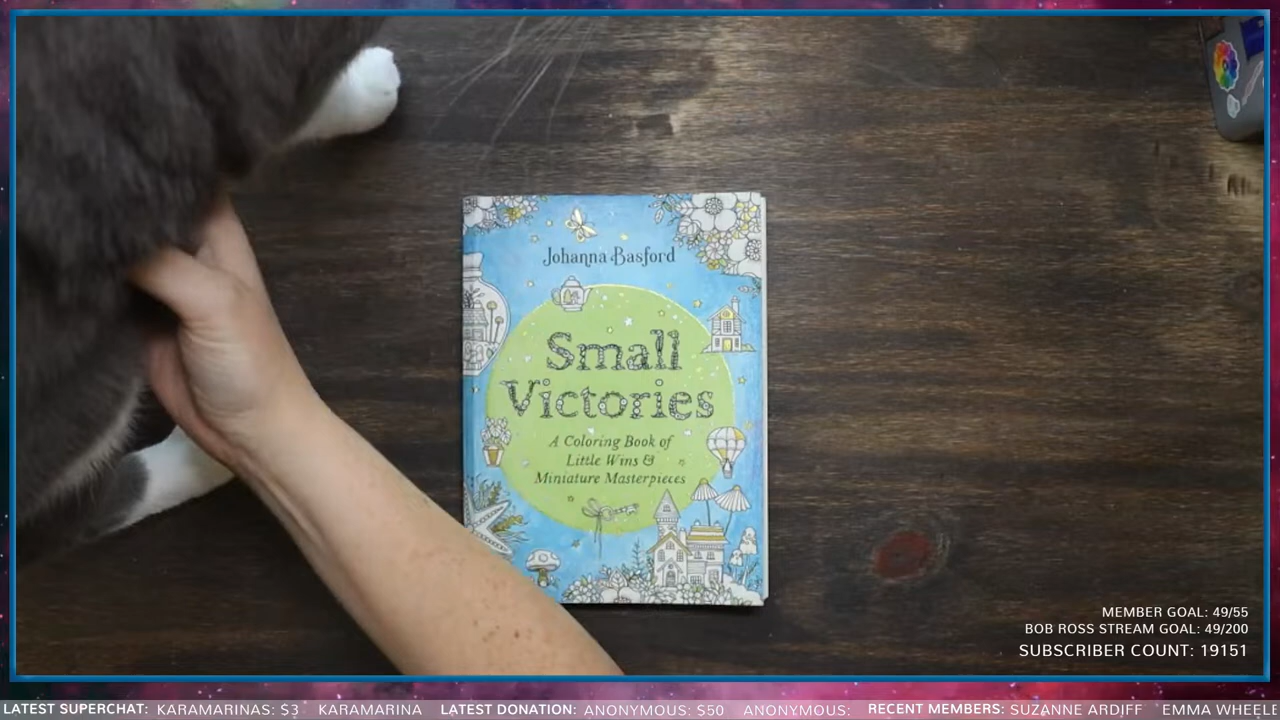 Johanna Basford
Small
Victories
A Coloring Book of
Little Wins &
Miniature Masterpieces
MEMBER GOAL: 49/55
BOB ROSS STREAM GOAL: 49/200
SUBSCRIBER COUNT: 19151
LATEST SUPERCHAT: KARAMARINAS: $3 KARAMARINA LATEST DONATION: ANONYMOUS: $50 ANONYMOUS: RECENT MEMBERS: SUZANNE ARDIFF EMMA WHEELE